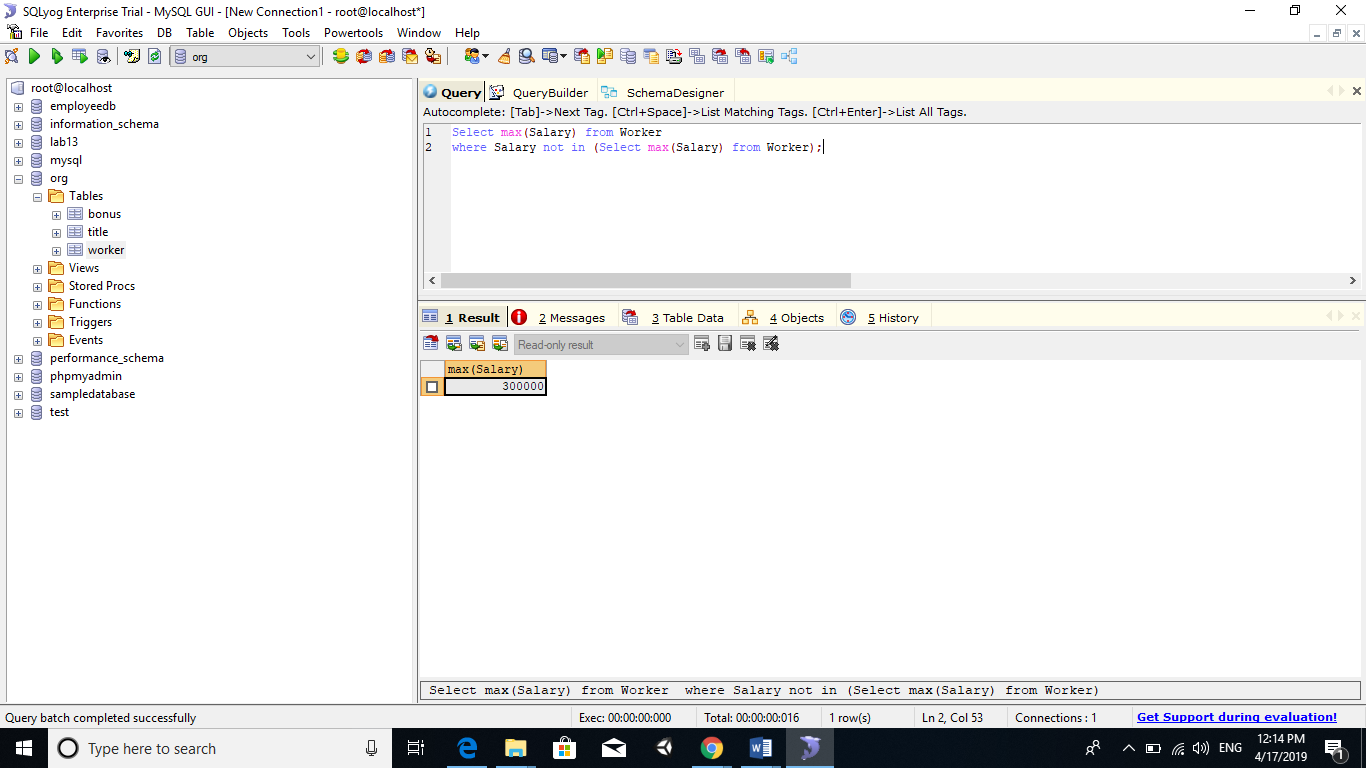 SQLyog Enterprise Trial - MySQL GUI - [New Connection1 - root@localhost*]
File Edit Favorites DB Table Objects Tools Powertools Window Help
org
root@localhost
employeedb
information_schema
lab13
mysql
org
Tables
bonus
title
worker
Views
Stored Procs
Functions
Triggers
Events
performance_schema
phpmyadmin
sampledatabase
test
Query QueryBuilder SchemaDesigner
Autocomplete: [Tab]->Next Tag. [Ctrl+Space]->List Matching Tags. [Ctrl+Enter]->List All Tags.
1 Select max(Salary) from Worker
2 where Salary not in (Select max(Salary) from Worker);
1 Result 2 Messages 3 Table Data 4 Objects 5 History
Read-only result
max(Salary)
300000
Select max(Salary) from Worker where Salary not in (Select max(Salary) from Worker)
Query batch completed successfully Exec: 00:00:00:000 Total: 00:00:00:016 1 row(s) Ln 2, Col 53 Connections : 1 Get Support during evaluation!
Type here to search
ENG
12:14 PM
4/17/2019
1